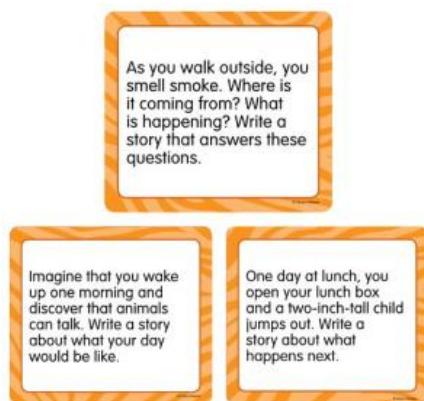 As you walk outside, you
smell smoke. Where is
it coming from? What
is happening? Write a
story that answers these
questions.
Imagine that you wake
up one morning and
discover that animals
can talk. Write a story
about what your day
would be like.
One day at lunch, you
open your lunch box
and a two-inch-tall child
jumps out. Write a
story about what
happens next.